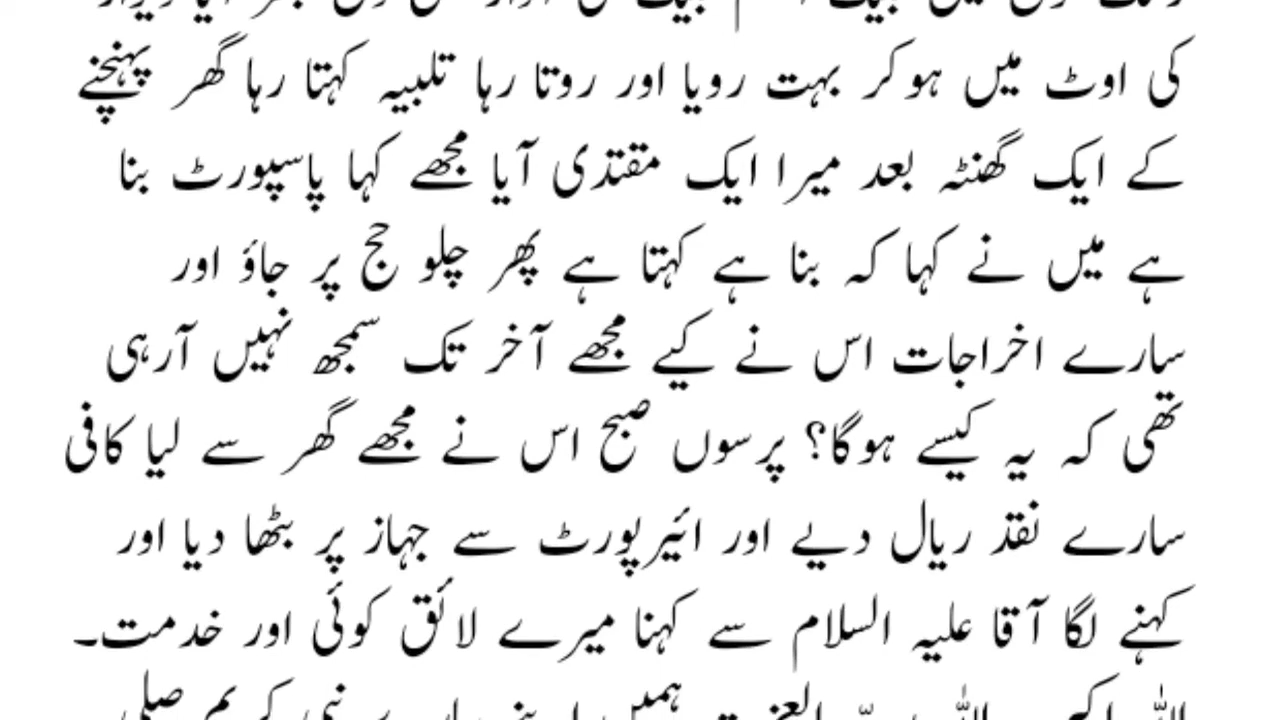 کی اوٹ میں ہوکر بہت رویا اور روتا رہا تلبیہ کہتا رہا گھر پہنچنے
کے ایک گھنٹہ بعد میرا ایک مقتدی آیا مجھے کہا پاسپورٹ بنا
ہے میں نے کہا کہ بنا ہے کہتا ہے پھر چلو حج پر جاؤ اور
سارے اخراجات اس نے کیے مجھے آخر تک سمجھ نہیں آرہی
تھی کہ یہ کیسے ہوگا؟ پرسوں صبح اس نے مجھے گھر سے لیا کافی
سارے نقد ریال دیے اور ائیرپورٹ سے جہاز پر بٹھا دیا اور
کہنے لگا آقا علیہ السلام سے کہنا میرے لائق کوئی اور خدمت۔